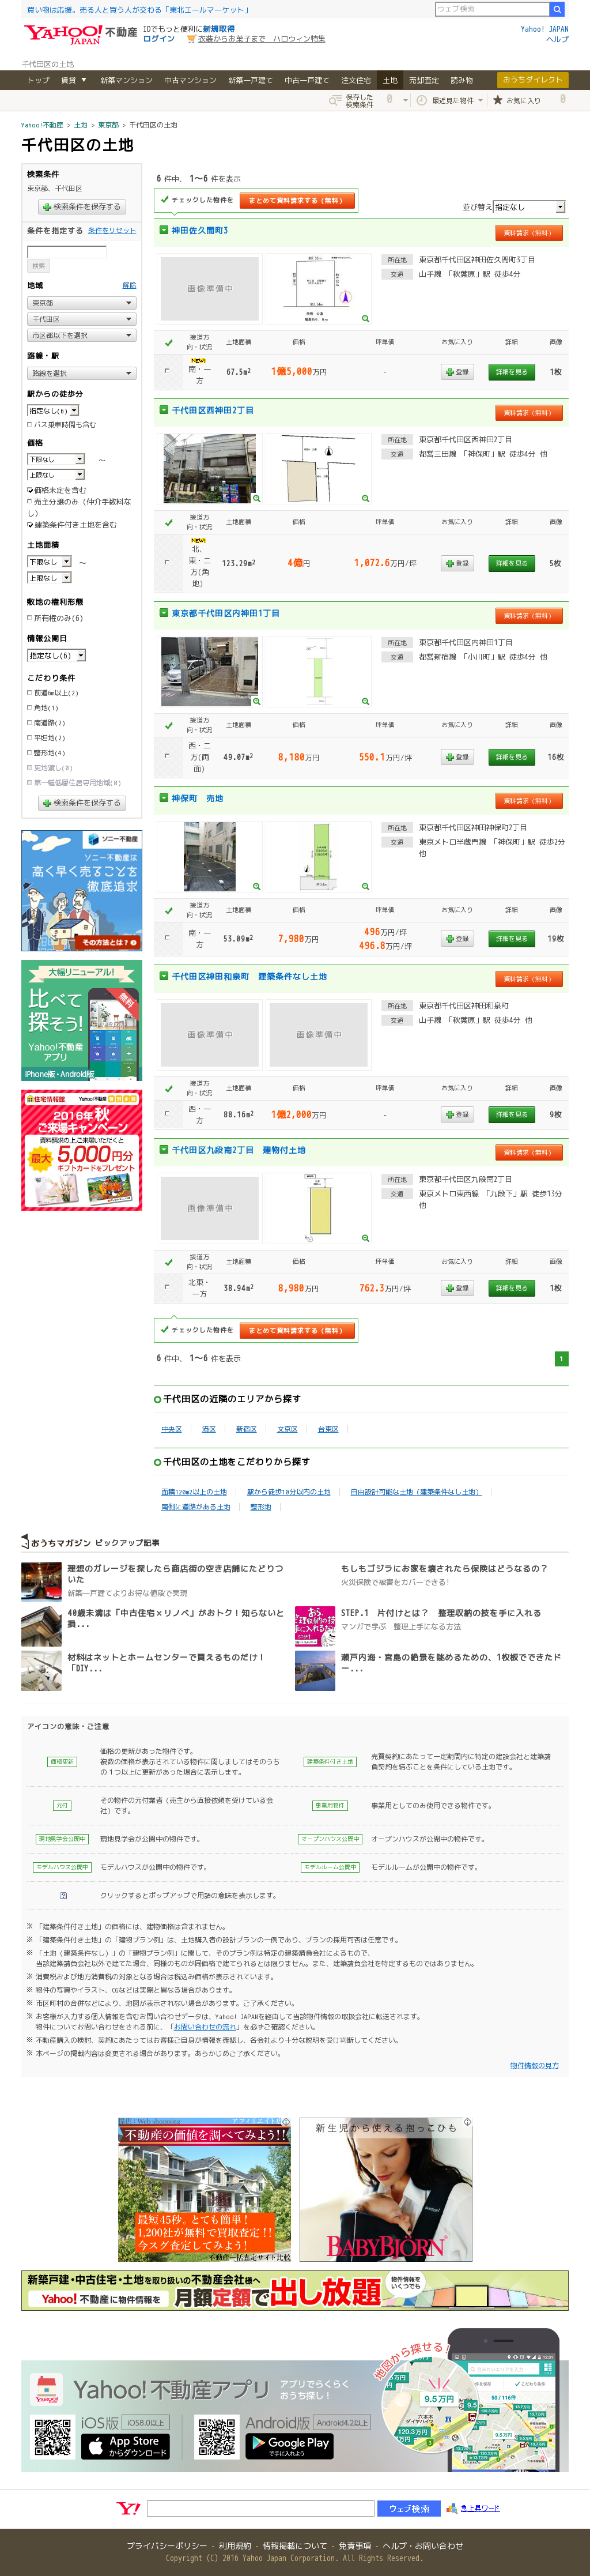 買い物は応援。売る人と買う人が交わる「東北エールマーケット」
ウェブ検索
YAHOO!不動産 JAPAN
IDでもっと便利に新規取得
ログイン
衣装からお菓子まで　ハロウィン特集
Yahoo! JAPAN
ヘルプ
千代田区の土地
トップ 賃貸 ▼ 新築マンション 中古マンション 新築一戸建て 中古一戸建て 注文住宅 土地 売却査定 読み物 おうちダイレクト
保存した検索条件 最近見た物件 お気に入り
Yahoo!不動産 > 土地 > 東京都 > 千代田区の土地
千代田区の土地
検索条件
東京都、千代田区
検索条件を保存する
条件を指定する 条件をリセット
検索
地域 解除
東京都
千代田区
市区郡以下を選択
路線・駅
路線を選択
駅からの徒歩分
指定なし(6)
バス乗車時間も含む
価格
下限なし ～
上限なし
価格未定を含む
売主分譲のみ (仲介手数料なし)
建築条件付き土地を含む
土地面積
下限なし ～
上限なし
敷地の権利形態
所有権のみ(6)
情報公開日
指定なし(6)
こだわり条件
前道6m以上(2)
角地(1)
南道路(2)
平坦地(2)
整形地(4)
更地渡し(0)
第一種低層住居専用地域(0)
検索条件を保存する
ソニー不動産
高く早く売ることを徹底追求
その方法とは？
大幅リニューアル!
比べて探そう！
無料
Yahoo!不動産アプリ
iPhone版・Android版
住宅情報館
Yahoo!不動産
2016年秋ご来場キャンペーン
資料請求の上、ご来場いただくと
最大5,000円分
ギフトカードをプレゼント
6 件中、 1～6 件を表示
チェックした物件を まとめて資料請求する（無料）
並び替え 指定なし
神田佐久間町3 資料請求（無料）
画像準備中
所在地 東京都千代田区神田佐久間町3丁目
交通 山手線 「秋葉原」駅 徒歩4分
接道方向・状況 土地面積 価格 坪単価 お気に入り 詳細 画像
NEW 南・一方 67.5m2 1億5,000万円 - 登録 詳細を見る 1枚
千代田区西神田2丁目 資料請求（無料）
所在地 東京都千代田区西神田2丁目
交通 都営三田線 「神保町」駅 徒歩4分 他
接道方向・状況 土地面積 価格 坪単価 お気に入り 詳細 画像
NEW 北、東・二方(角地) 123.29m2 4億円 1,072.6万円/坪 登録 詳細を見る 5枚
東京都千代田区内神田1丁目 資料請求（無料）
所在地 東京都千代田区内神田1丁目
交通 都営新宿線 「小川町」駅 徒歩4分 他
接道方向・状況 土地面積 価格 坪単価 お気に入り 詳細 画像
西・二方(両面) 49.07m2 8,180万円 550.1万円/坪 登録 詳細を見る 16枚
神保町　売地 資料請求（無料）
所在地 東京都千代田区神田神保町2丁目
交通 東京メトロ半蔵門線 「神保町」駅 徒歩2分 他
接道方向・状況 土地面積 価格 坪単価 お気に入り 詳細 画像
南・一方 53.09m2 7,980万円 496万円/坪 496.8万円/坪 登録 詳細を見る 19枚
千代田区神田和泉町　建築条件なし土地 資料請求（無料）
画像準備中 画像準備中
所在地 東京都千代田区神田和泉町
交通 山手線 「秋葉原」駅 徒歩4分 他
接道方向・状況 土地面積 価格 坪単価 お気に入り 詳細 画像
西・一方 88.16m2 1億2,000万円 - 登録 詳細を見る 9枚
千代田区九段南2丁目　建物付土地 資料請求（無料）
画像準備中
所在地 東京都千代田区九段南2丁目
交通 東京メトロ東西線 「九段下」駅 徒歩13分 他
接道方向・状況 土地面積 価格 坪単価 お気に入り 詳細 画像
北東・一方 38.94m2 8,980万円 762.3万円/坪 登録 詳細を見る 1枚
チェックした物件を まとめて資料請求する（無料）
6 件中、 1～6 件を表示
1
千代田区の近隣のエリアから探す
中央区 港区 新宿区 文京区 台東区
千代田区の土地をこだわりから探す
面積120m2以上の土地 駅から徒歩10分以内の土地 自由設計可能な土地（建築条件なし土地）
南側に道路がある土地 整形地
おうちマガジン ピックアップ記事
理想のガレージを探したら商店街の空き店舗にたどりついた
新築一戸建てよりお得な値段で実現
もしもゴジラにお家を壊されたら保険はどうなるの？
火災保険で被害をカバーできる!
40歳未満は「中古住宅×リノベ」がおトク！知らないと損...
STEP.1　片付けとは？　整理収納の技を手に入れる
マンガで学ぶ　整理上手になる方法
材料はネットとホームセンターで買えるものだけ！「DIY...
瀬戸内海・宮島の絶景を眺めるための、1枚板でできたドー...
アイコンの意味・ご注意
価格更新 価格の更新があった物件です。
複数の価格が表示されている物件に関しましてはそのうちの１つ以上に更新があった場合に表示します。
建築条件付き土地 売買契約にあたって一定期間内に特定の建設会社と建築請負契約を結ぶことを条件にしている土地です。
元付 その物件の元付業者（売主から直接依頼を受けている会社）です。
事業用物件 事業用としてのみ使用できる物件です。
現地見学会公開中 現地見学会が公開中の物件です。
オープンハウス公開中 オープンハウスが公開中の物件です。
モデルハウス公開中 モデルハウスが公開中の物件です。
モデルルーム公開中 モデルルームが公開中の物件です。
? クリックするとポップアップで用語の意味を表示します。
※ 「建築条件付き土地」の価格には、建物価格は含まれません。
※ 「建築条件付き土地」の「建物プラン例」は、土地購入者の設計プランの一例であり、プランの採用可否は任意です。
※ 「土地（建築条件なし）」の「建物プラン例」に関して、そのプラン例は特定の建築請負会社によるもので、
当該建築請負会社以外で建てた場合、同様のものが同価格で建てられるとは限りません。また、建築請負会社を特定するものではありません。
※ 消費税および地方消費税の対象となる場合は税込み価格が表示されています。
※ 物件の写真やイラスト、CGなどは実際と異なる場合があります。
※ 市区町村の合併などにより、地図が表示されない場合があります。ご了承ください。
※ お客様が入力する個人情報を含むお問い合わせデータは、Yahoo! JAPANを経由して当該物件情報の取扱会社に転送されます。
物件についてお問い合わせをされる前に、「お問い合わせの流れ」を必ずご確認ください。
※ 不動産購入の検討、契約にあたってはお客様ご自身が情報を確認し、各会社より十分な説明を受け判断してください。
※ 本ページの掲載内容は変更される場合があります。あらかじめご了承ください。
物件情報の見方
提供：Web shopping アフィリエイトB
不動産の価値を調べてみよう!!
最短45秒。とても簡単！
1,200社が無料で買取査定！！
今スグ査定してみよう！
不動産一括査定サイト比較
新生児から使える抱っこひも
BABYBJÖRN
新築戸建・中古住宅・土地を取り扱いの不動産会社様へ
Yahoo!不動産に物件情報を 月額定額で出し放題
物件情報をいくつでも
地図から探せる!
Yahoo!不動産アプリ アプリでらくらくおうち探し！
iOS版 iOS8.0以上
App Storeからダウンロード
Android版 Android4.2以上
Google Playで手に入れよう
9.5万円
120.3万円
Y! ウェブ検索 急上昇ワード
プライバシーポリシー - 利用規約 - 情報掲載について - 免責事項 - ヘルプ・お問い合わせ
Copyright (C) 2016 Yahoo Japan Corporation. All Rights Reserved.